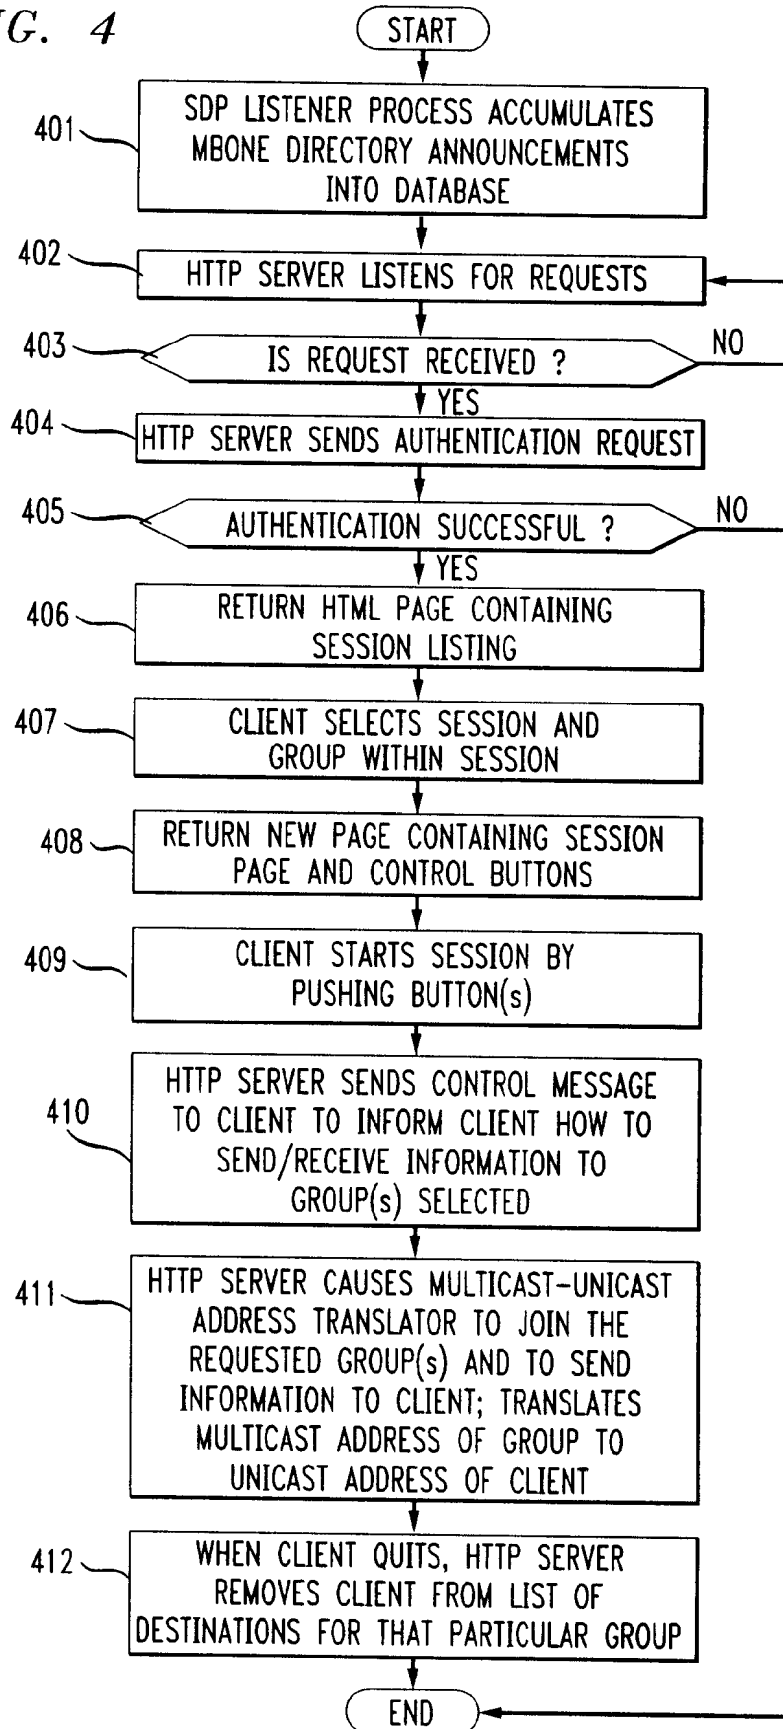 IG. 4
START
401
SDP LISTENER PROCESS ACCUMULATES
MBONE DIRECTORY ANNOUNCEMENTS
INTO DATABASE
402
HTTP SERVER LISTENS FOR REQUESTS
403
IS REQUEST RECEIVED ?
NO
YES
404
HTTP SERVER SENDS AUTHENTICATION REQUEST
405
AUTHENTICATION SUCCESSFUL ?
NO
YES
406
RETURN HTML PAGE CONTAINING
SESSION LISTING
407
CLIENT SELECTS SESSION AND
GROUP WITHIN SESSION
408
RETURN NEW PAGE CONTAINING SESSION
PAGE AND CONTROL BUTTONS
409
CLIENT STARTS SESSION BY
PUSHING BUTTON(s)
410
HTTP SERVER SENDS CONTROL MESSAGE
TO CLIENT TO INFORM CLIENT HOW TO
SEND/RECEIVE INFORMATION TO
GROUP(s) SELECTED
411
HTTP SERVER CAUSES MULTICAST-UNICAST
ADDRESS TRANSLATOR TO JOIN THE
REQUESTED GROUP(s) AND TO SEND
INFORMATION TO CLIENT; TRANSLATES
MULTICAST ADDRESS OF GROUP TO
UNICAST ADDRESS OF CLIENT
412
WHEN CLIENT QUITS, HTTP SERVER
REMOVES CLIENT FROM LIST OF
DESTINATIONS FOR THAT PARTICULAR GROUP
END